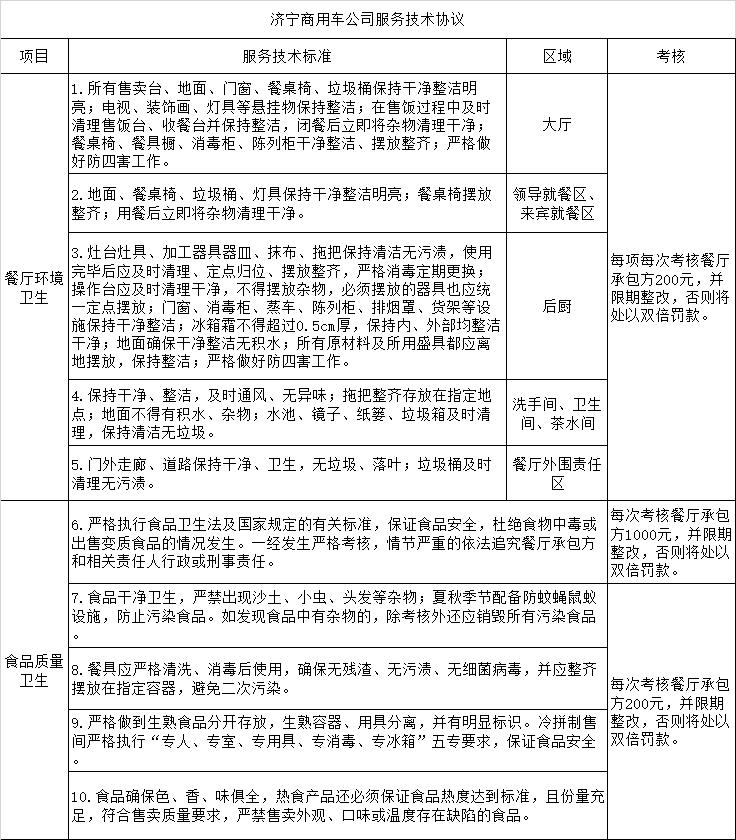 济宁商用车公司服务技术协议
项目
服务技术标准
区域
考核
餐厅环境
卫生
1.所有售卖台、地面、门窗、餐桌椅、垃圾桶保持干净整洁明
亮；电视、装饰画、灯具等悬挂物保持整洁；在售饭过程中及时
清理售饭台、收餐台并保持整洁，闭餐后立即将杂物清理干净；
餐桌椅、餐具橱、消毒柜、陈列柜干净整洁、摆放整齐；严格做
好防四害工作。
大厅
2.地面、餐桌椅、垃圾桶、灯具保持干净整洁明亮；餐桌椅摆放
整齐；用餐后立即将杂物清理干净。
领导就餐区、
来宾就餐区
3.灶台灶具、加工器具器皿、抹布、拖把保持清洁无污渍，使用
完毕后应及时清理、定点归位、摆放整齐，严格消毒定期更换；
操作台应及时清理干净，不得摆放杂物，必须摆放的器具也应统
一定点摆放；门窗、消毒柜、蒸车、陈列柜、排烟罩、货架等设
施保持干净整洁；冰箱霜不得超过0.5cm厚，保持内、外部均整洁
干净；地面确保干净整洁无积水；所有原材料及所用盛具都应离
地摆放，保持整洁；严格做好防四害工作。
后厨
4.保持干净、整洁，及时通风、无异味；拖把整齐存放在指定地
点；地面不得有积水、杂物；水池、镜子、纸篓、垃圾箱及时清
理，保持清洁无垃圾。
洗手间、卫生
间、茶水间
5.门外走廊、道路保持干净、卫生，无垃圾、落叶；垃圾桶及时
清理无污渍。
餐厅外围责任
区
每项每次考核餐厅
承包方200元，并
限期整改，否则将
处以双倍罚款。
食品质量
卫生
6.严格执行食品卫生法及国家规定的有关标准，保证食品安全，杜绝食物中毒或
出售变质食品的情况发生。一经发生严格考核，情节严重的依法追究餐厅承包方
和相关责任人行政或刑事责任。
每次考核餐厅承包
方1000元，并限期
整改，否则将处以
双倍罚款。
7.食品干净卫生，严禁出现沙土、小虫、头发等杂物；夏秋季节配备防蚊蝇鼠蚁
设施，防止污染食品。如发现食品中有杂物的，除考核外还应销毁所有污染食品
。
8.餐具应严格清洗、消毒后使用，确保无残渣、无污渍、无细菌病毒，并应整齐
摆放在指定容器，避免二次污染。
9.严格做到生熟食品分开存放，生熟容器、用具分离，并有明显标识。冷拼制售
间严格执行“专人、专室、专用具、专消毒、专冰箱”五专要求，保证食品安全
。
10.食品确保色、香、味俱全，热食产品还必须保证食品热度达到标准，且份量充
足，符合售卖质量要求，严禁售卖外观、口味或温度存在缺陷的食品。
每次考核餐厅承包
方200元，并限期
整改，否则将处以
双倍罚款。